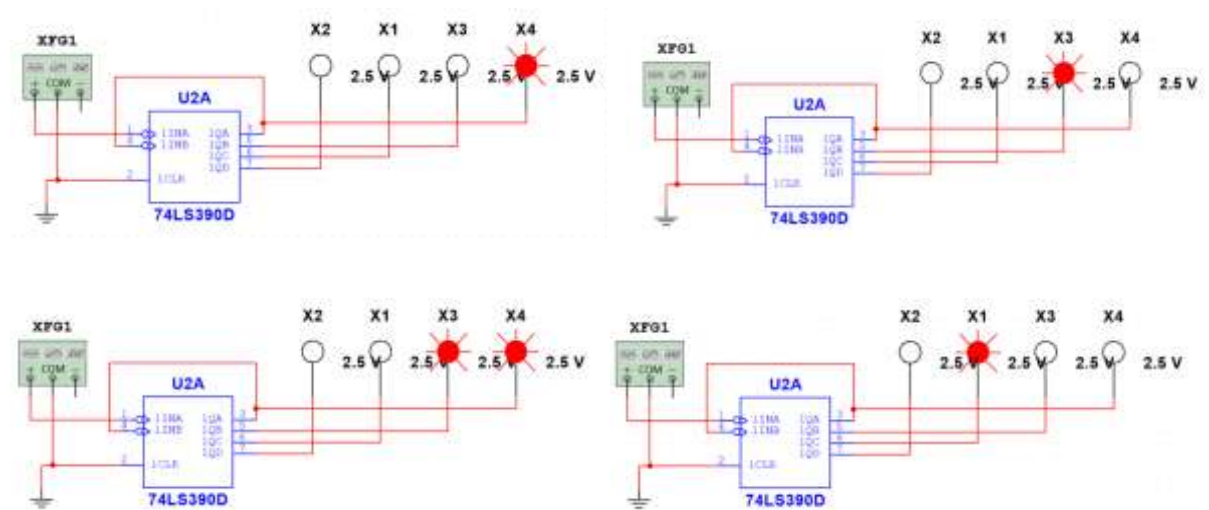 X2 X1 X3 X4
XFG1
COM
2.5 V 2.5 V 2.5 V 2.5 V
U2A
1INA 1QA
1INB 1QB
1QC
1QD
2 1CLR
74LS390D
X2 X1 X3 X4
XFG1
COM
2.5 V 2.5 V 2.5 V 2.5 V
U2A
1INA 1QA
1INB 1QB
1QC
1QD
1CLR
74LS390D
X2 X1 X3 X4
XFG1
COM
2.5 V 2.5 V 2.5 V 2.5 V
U2A
1INA 1QA
1INB 1QB
1QC
1QD
2 1CLR
74LS390D
X2 X1 X3 X4
XFG1
COM
2.5 V 2.5 V 2.5 V 2.5 V
U2A
1INA 1QA
1INB 1QB
1QC
1QD
2 1CLR
74LS390D